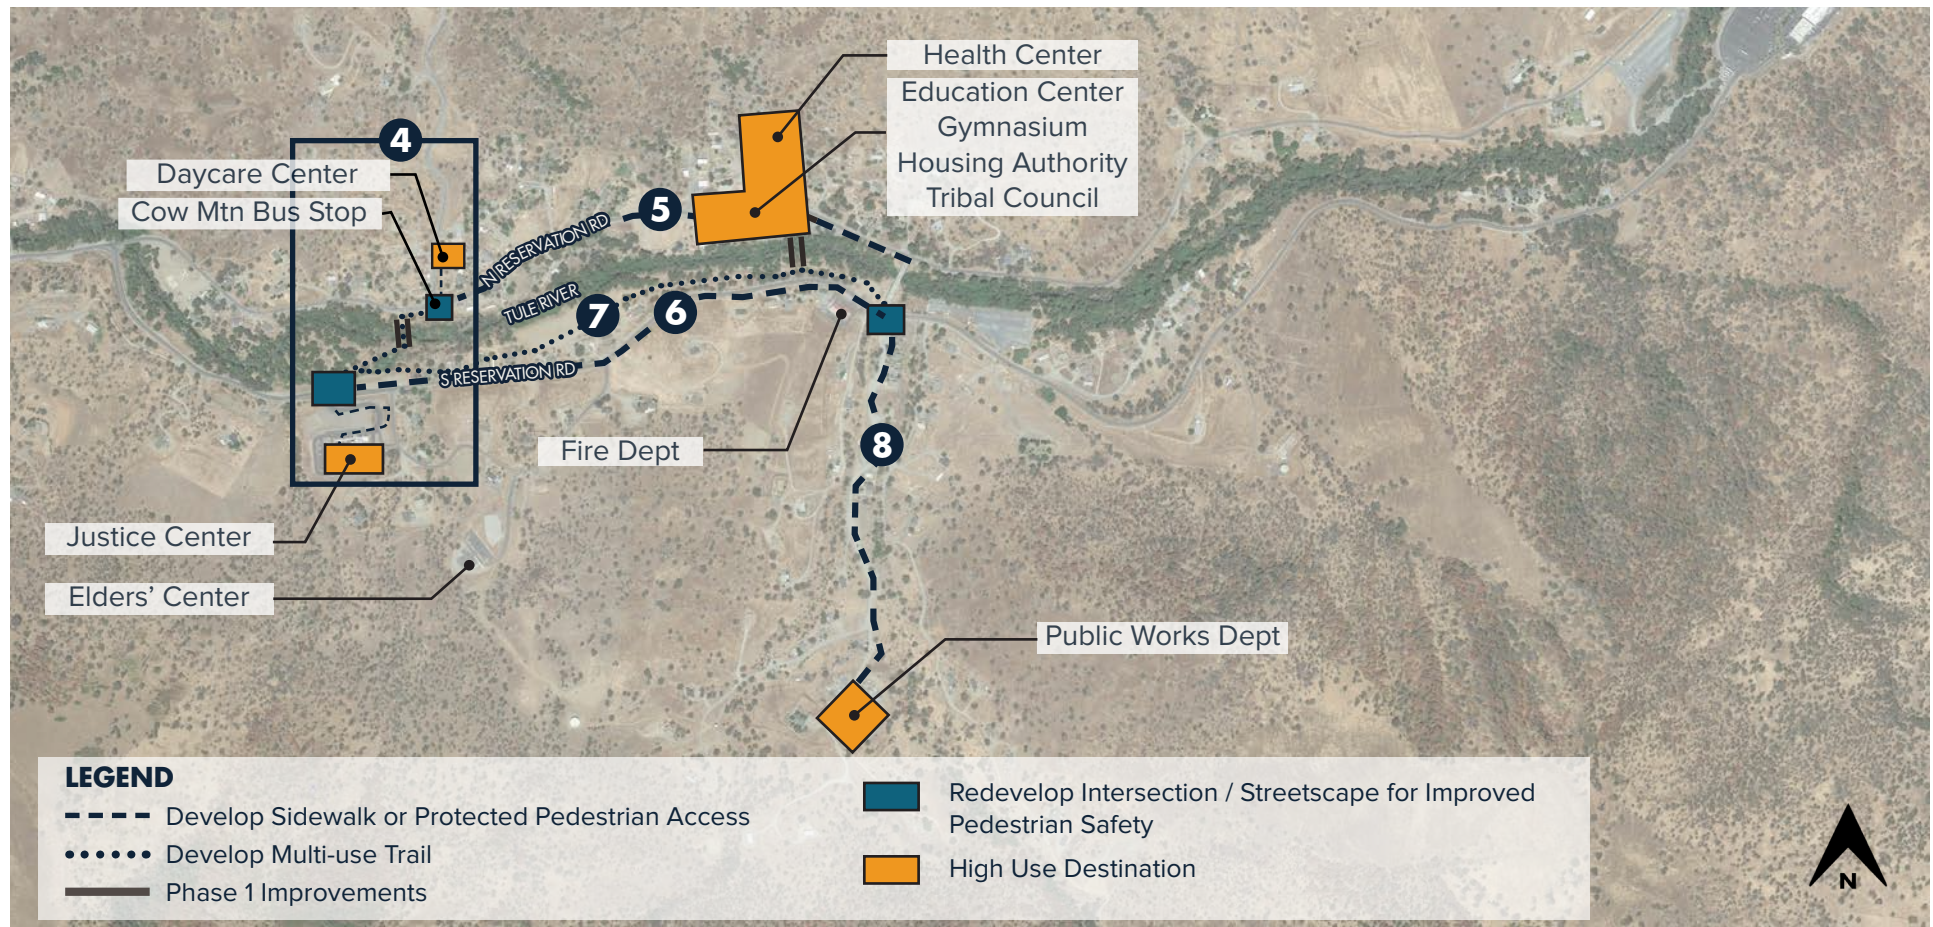 Health Center
Education Center
Gymnasium
Housing Authority
Tribal Council
4
Daycare Center
Cow Mtn Bus Stop
5
N RESERVATION RD
TULE RIVER
7
6
S RESERVATION RD
Fire Dept
8
Justice Center
Elders’ Center
Public Works Dept
LEGEND
Develop Sidewalk or Protected Pedestrian Access
Develop Multi-use Trail
Phase 1 Improvements
Redevelop Intersection / Streetscape for Improved
Pedestrian Safety
High Use Destination
N